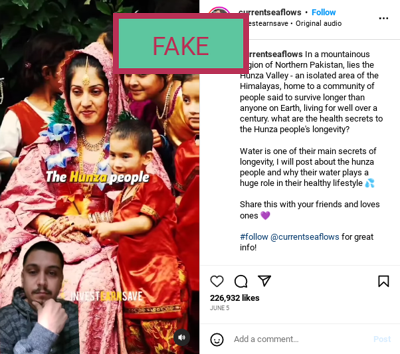 FAKE
currentseaflows • Follow
vestearnsave • Original audio
The Hunza people
INVESTEARNSAVE
currentseaflows In a mountainous
region of Northern Pakistan, lies the
Hunza Valley - an isolated area of the
Himalayas, home to a community of
people said to survive longer than
anyone on Earth, living for well over a
century. what are the health secrets to
the Hunza people's longevity?
Water is one of their main secrets of
longevity, I will post about the hunza
people and why their water plays a
huge role in their healthy lifestyle 💦
Share this with your friends and loves
ones 💜
#follow @currentseaflows for great
info!
226,932 likes
JUNE 5
Add a comment...
Post